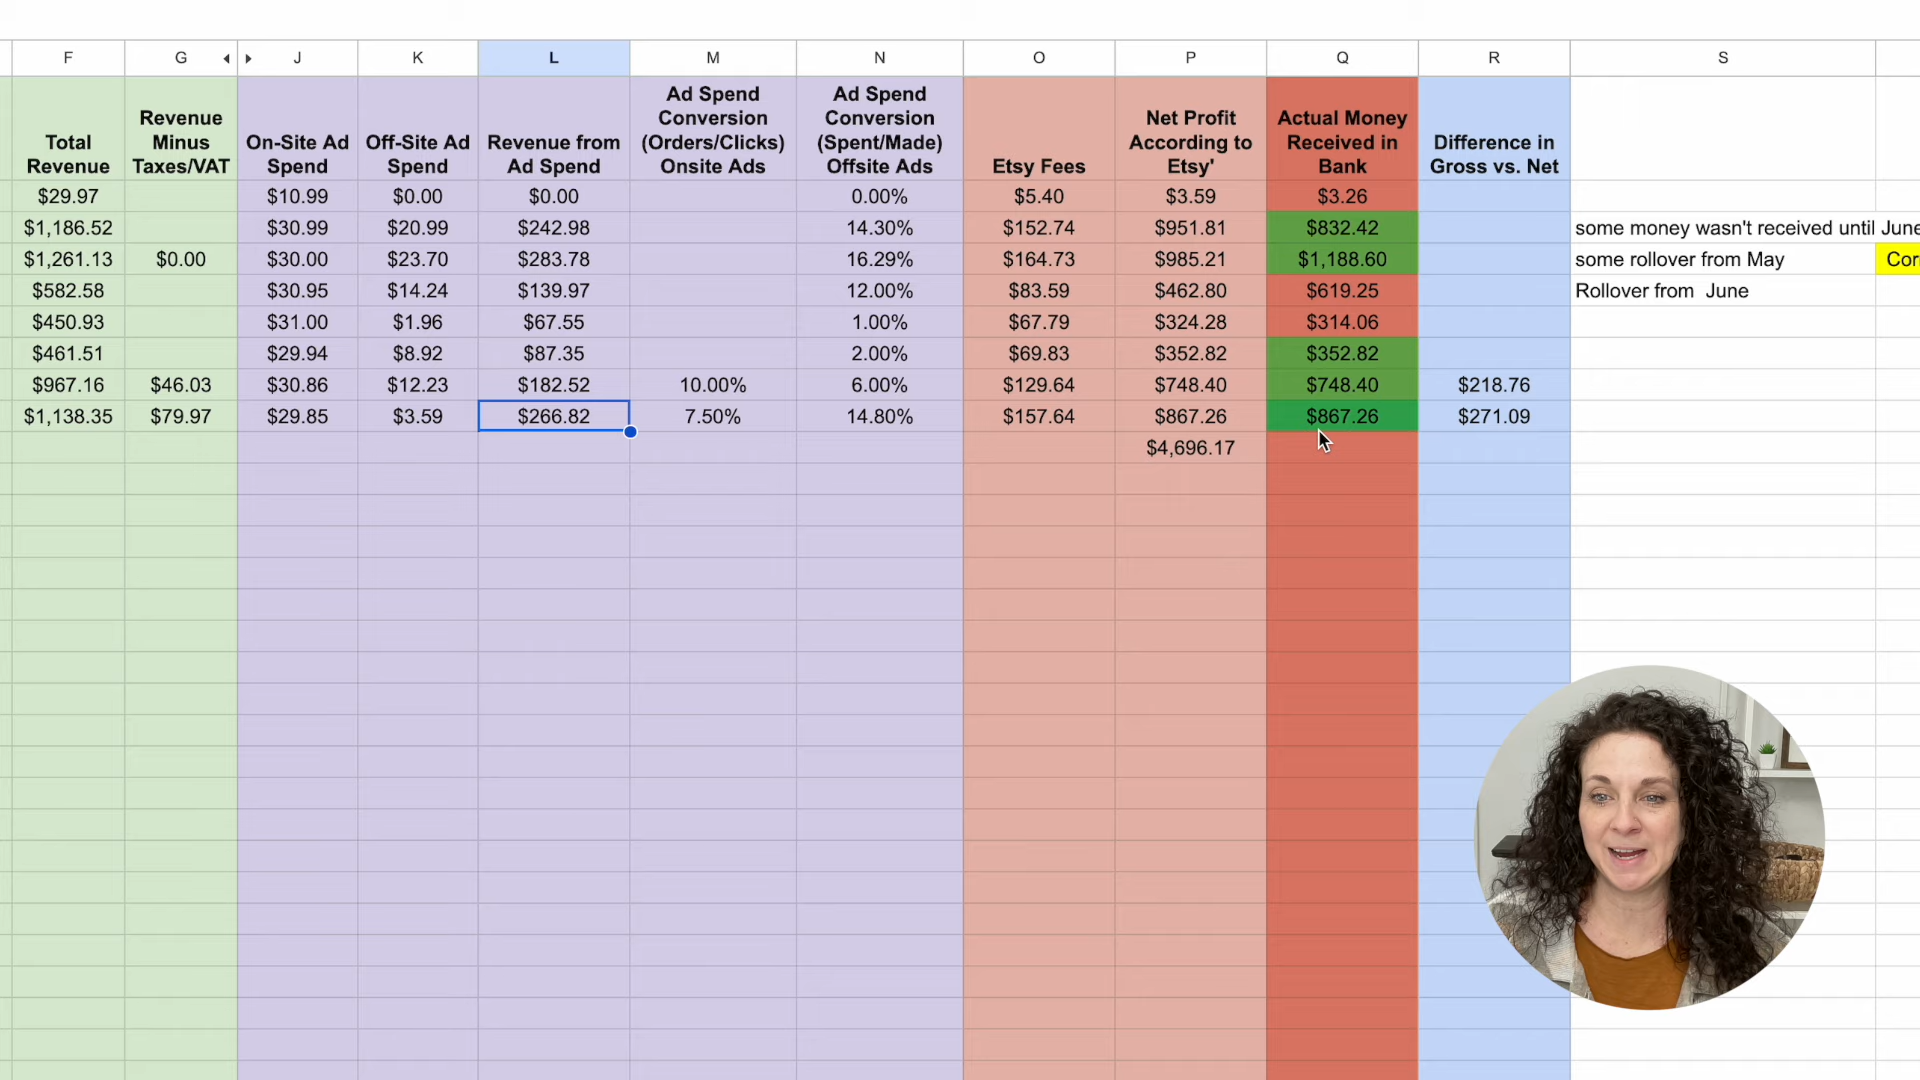 F G J K L M N O P Q R S
Total Revenue
Revenue Minus Taxes/VAT
On-Site Ad Spend
Off-Site Ad Spend
Revenue from Ad Spend
Ad Spend Conversion (Orders/Clicks) Onsite Ads
Ad Spend Conversion (Spent/Made) Offsite Ads
Etsy Fees
Net Profit According to Etsy'
Actual Money Received in Bank
Difference in Gross vs. Net
$29.97 $10.99 $0.00 $0.00 0.00% $5.40 $3.59 $3.26
$1,186.52 $30.99 $20.99 $242.98 14.30% $152.74 $951.81 $832.42 some money wasn't received until June
$1,261.13 $0.00 $30.00 $23.70 $283.78 16.29% $164.73 $985.21 $1,188.60 some rollover from May Cor
$582.58 $30.95 $14.24 $139.97 12.00% $83.59 $462.80 $619.25 Rollover from June
$450.93 $31.00 $1.96 $67.55 1.00% $67.79 $324.28 $314.06
$461.51 $29.94 $8.92 $87.35 2.00% $69.83 $352.82 $352.82
$967.16 $46.03 $30.86 $12.23 $182.52 10.00% 6.00% $129.64 $748.40 $748.40 $218.76
$1,138.35 $79.97 $29.85 $3.59 $266.82 7.50% 14.80% $157.64 $867.26 $867.26 $271.09
$4,696.17